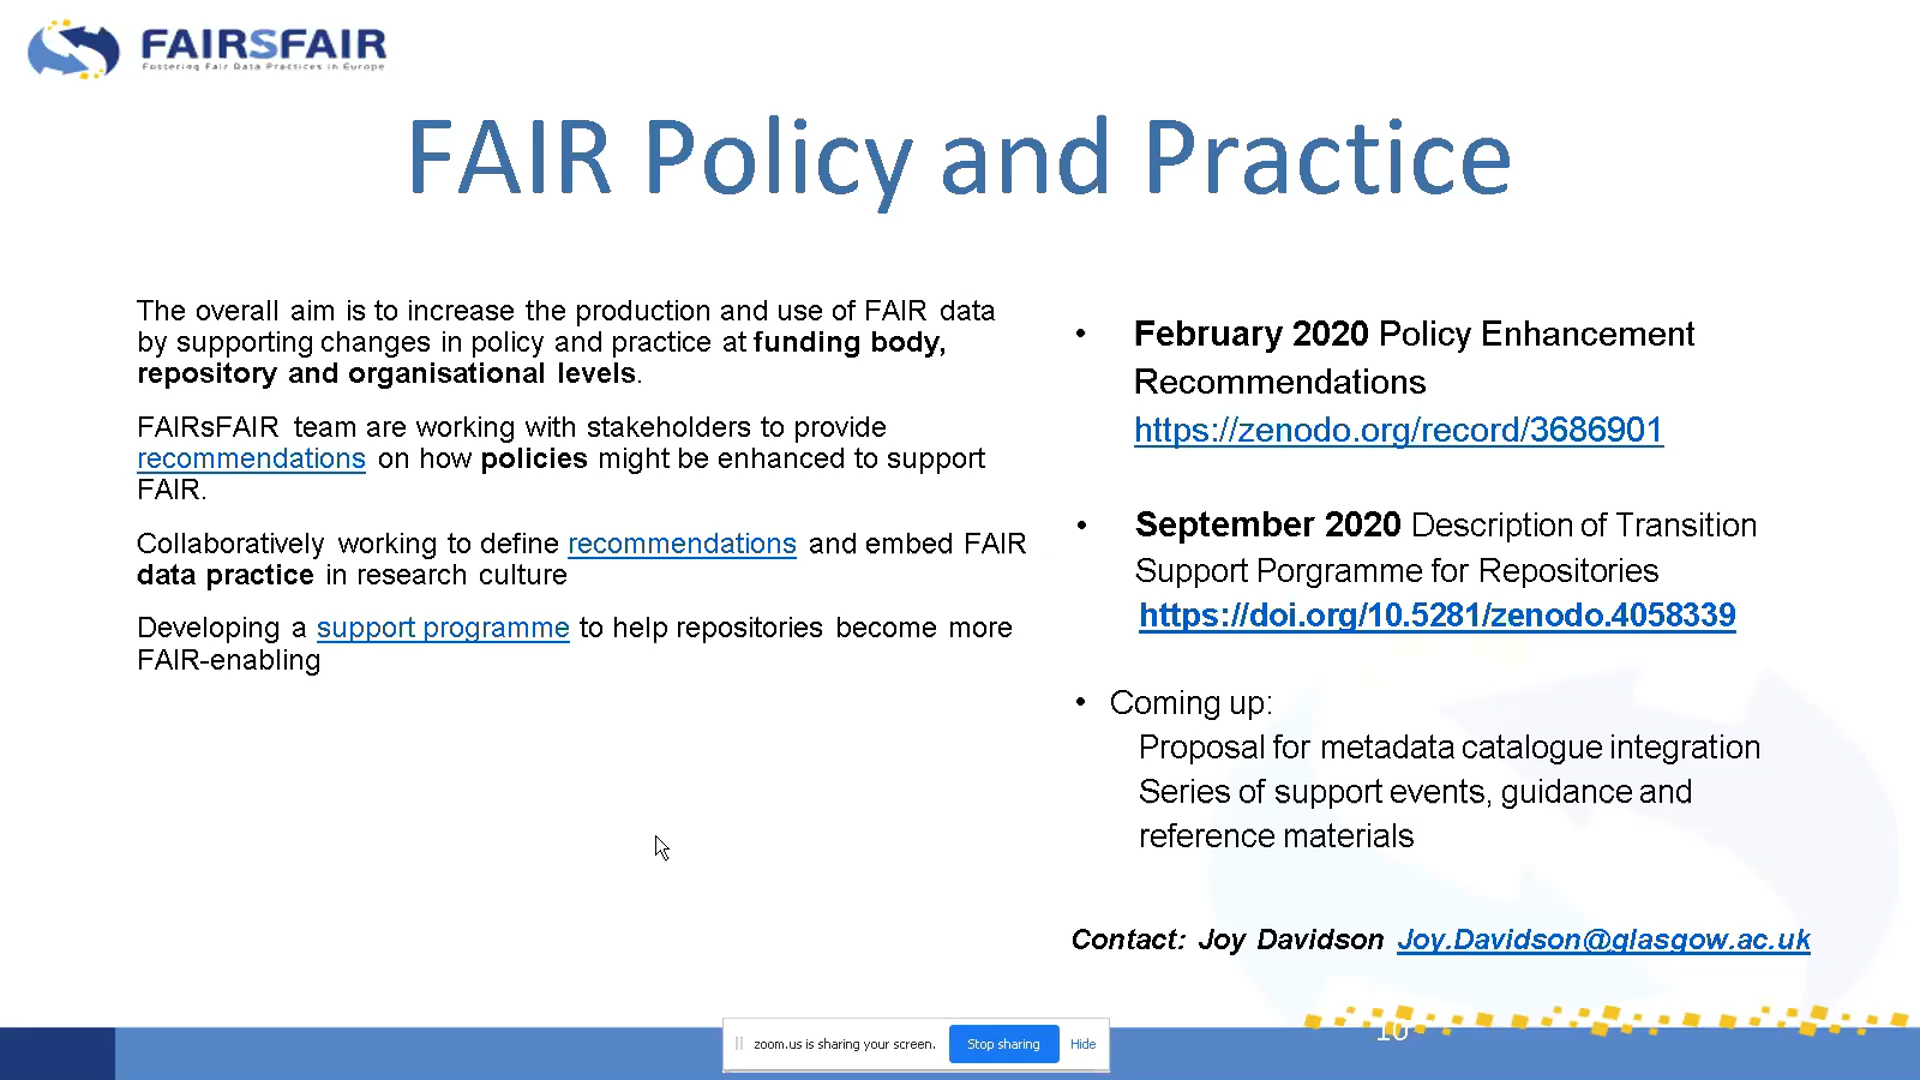 FAIRSFAIR
Fostering Fair Data Practices in Europe
FAIR Policy and Practice
The overall aim is to increase the production and use of FAIR data
by supporting changes in policy and practice at funding body,
repository and organisational levels.
FAIRsFAIR team are working with stakeholders to provide
recommendations on how policies might be enhanced to support
FAIR.
Collaboratively working to define recommendations and embed FAIR
data practice in research culture
Developing a support programme to help repositories become more
FAIR-enabling
• February 2020 Policy Enhancement
Recommendations
https://zenodo.org/record/3686901
• September 2020 Description of Transition
Support Porgramme for Repositories
https://doi.org/10.5281/zenodo.4058339
• Coming up:
Proposal for metadata catalogue integration
Series of support events, guidance and
reference materials
Contact: Joy Davidson Joy.Davidson@glasgow.ac.uk
10
zoom.us is sharing your screen. Stop sharing Hide